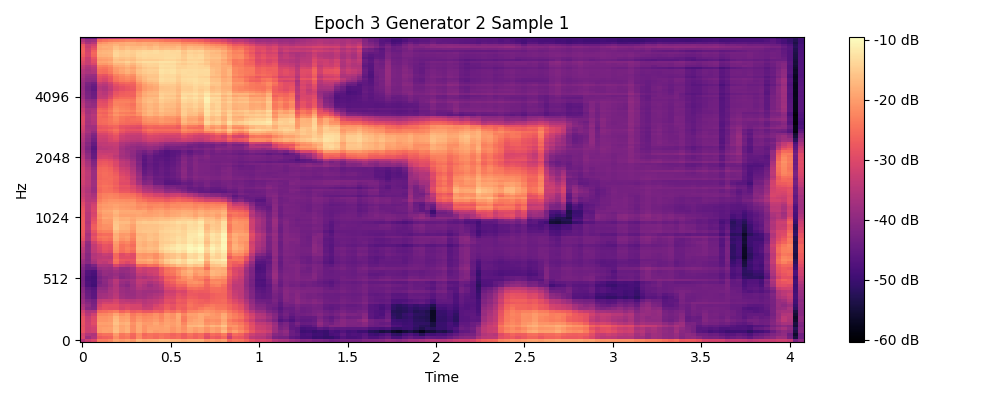 Epoch 3 Generator 2 Sample 1
Hz
4096
2048
1024
512
0
0
0.5
1
1.5
2
2.5
3
3.5
4
Time
-10 dB
-20 dB
-30 dB
-40 dB
-50 dB
-60 dB